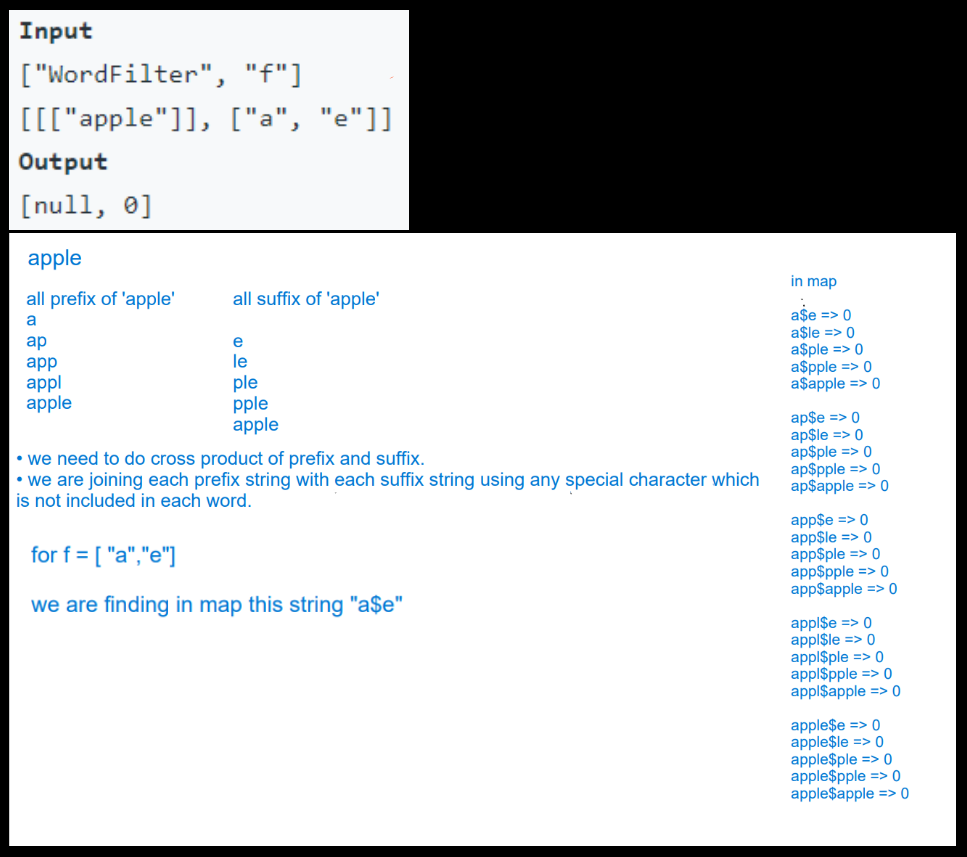 Input
["WordFilter", "f"]
[[["apple"]], ["a", "e"]]
Output
[null, 0]
apple
all prefix of 'apple'
a
ap
app
appl
apple
all suffix of 'apple'
e
le
ple
pple
apple
• we need to do cross product of prefix and suffix.
• we are joining each prefix string with each suffix string using any special character which
is not included in each word.
for f = [ "a","e"]
we are finding in map this string "a$e"
in map
a$e => 0
a$le => 0
a$ple => 0
a$pple => 0
a$apple => 0
ap$e => 0
ap$le => 0
ap$ple => 0
ap$pple => 0
ap$apple => 0
app$e => 0
app$le => 0
app$ple => 0
app$pple => 0
app$apple => 0
appl$e => 0
appl$le => 0
appl$ple => 0
appl$pple => 0
appl$apple => 0
apple$e => 0
apple$le => 0
apple$ple => 0
apple$pple => 0
apple$apple => 0